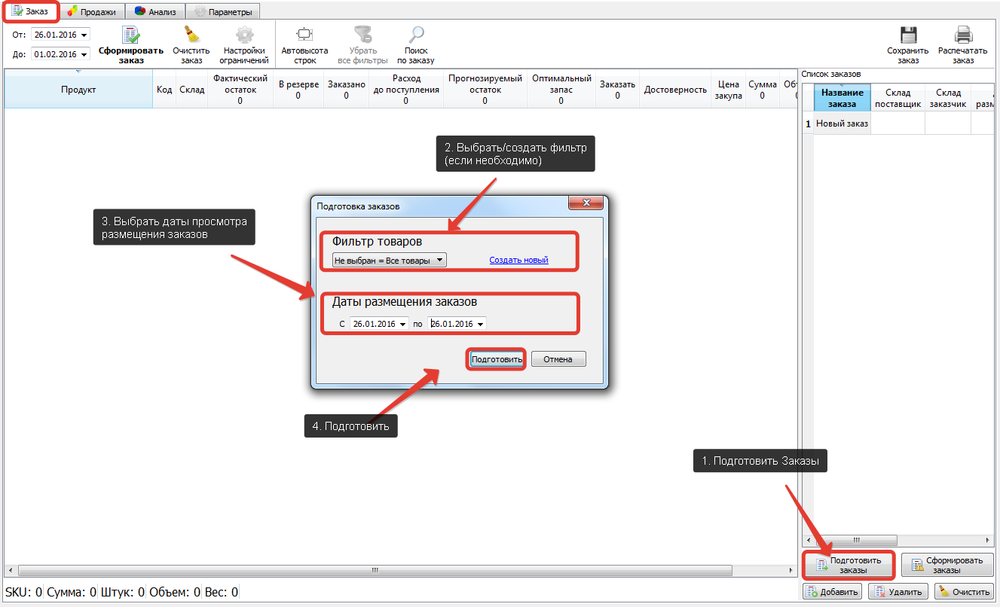 Заказ
Продажи
Анализ
Параметры
От: 26.01.2016
До: 01.02.2016
Сформировать
заказ
Очистить
заказ
Настройки
ограничений
Автовысота
строк
Убрать
все фильтры
Поиск
по заказу
Сохранить
заказ
Распечатать
заказ
Продукт
Код
Склад
Фактический
остаток
0
В резерве
0
Заказано
0
Расход
до поступления
0
Прогнозируемый
остаток
0
Оптимальный
запас
0
Заказать
0
Достоверность
Цена
закупа
Сумма
0
Список заказов
Название
заказа
Склад
поставщик
Склад
заказчик
1 Новый заказ
2. Выбрать/создать фильтр
(если необходимо)
3. Выбрать даты просмотра
размещения заказов
Подготовка заказов
Фильтр товаров
Не выбран = Все товары
Создать новый
Даты размещения заказов
С 26.01.2016 по 26.01.2016
Подготовить
Отмена
4. Подготовить
1. Подготовить Заказы
Подготовить
заказы
Сформировать
заказы
Добавить
Удалить
Очистить
SKU: 0 Сумма: 0 Штук: 0 Объем: 0 Вес: 0